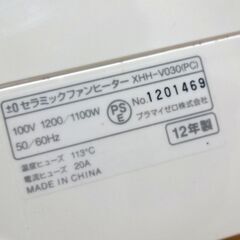 ±0 セラミックファンヒーター XHH-V030(PC)
100V 1200/1100W
50/60Hz
PS
E
No.1201469
プラマイゼロ株式会社
12年製
温度ヒューズ 113℃
電流ヒューズ 20A
MADE IN CHINA